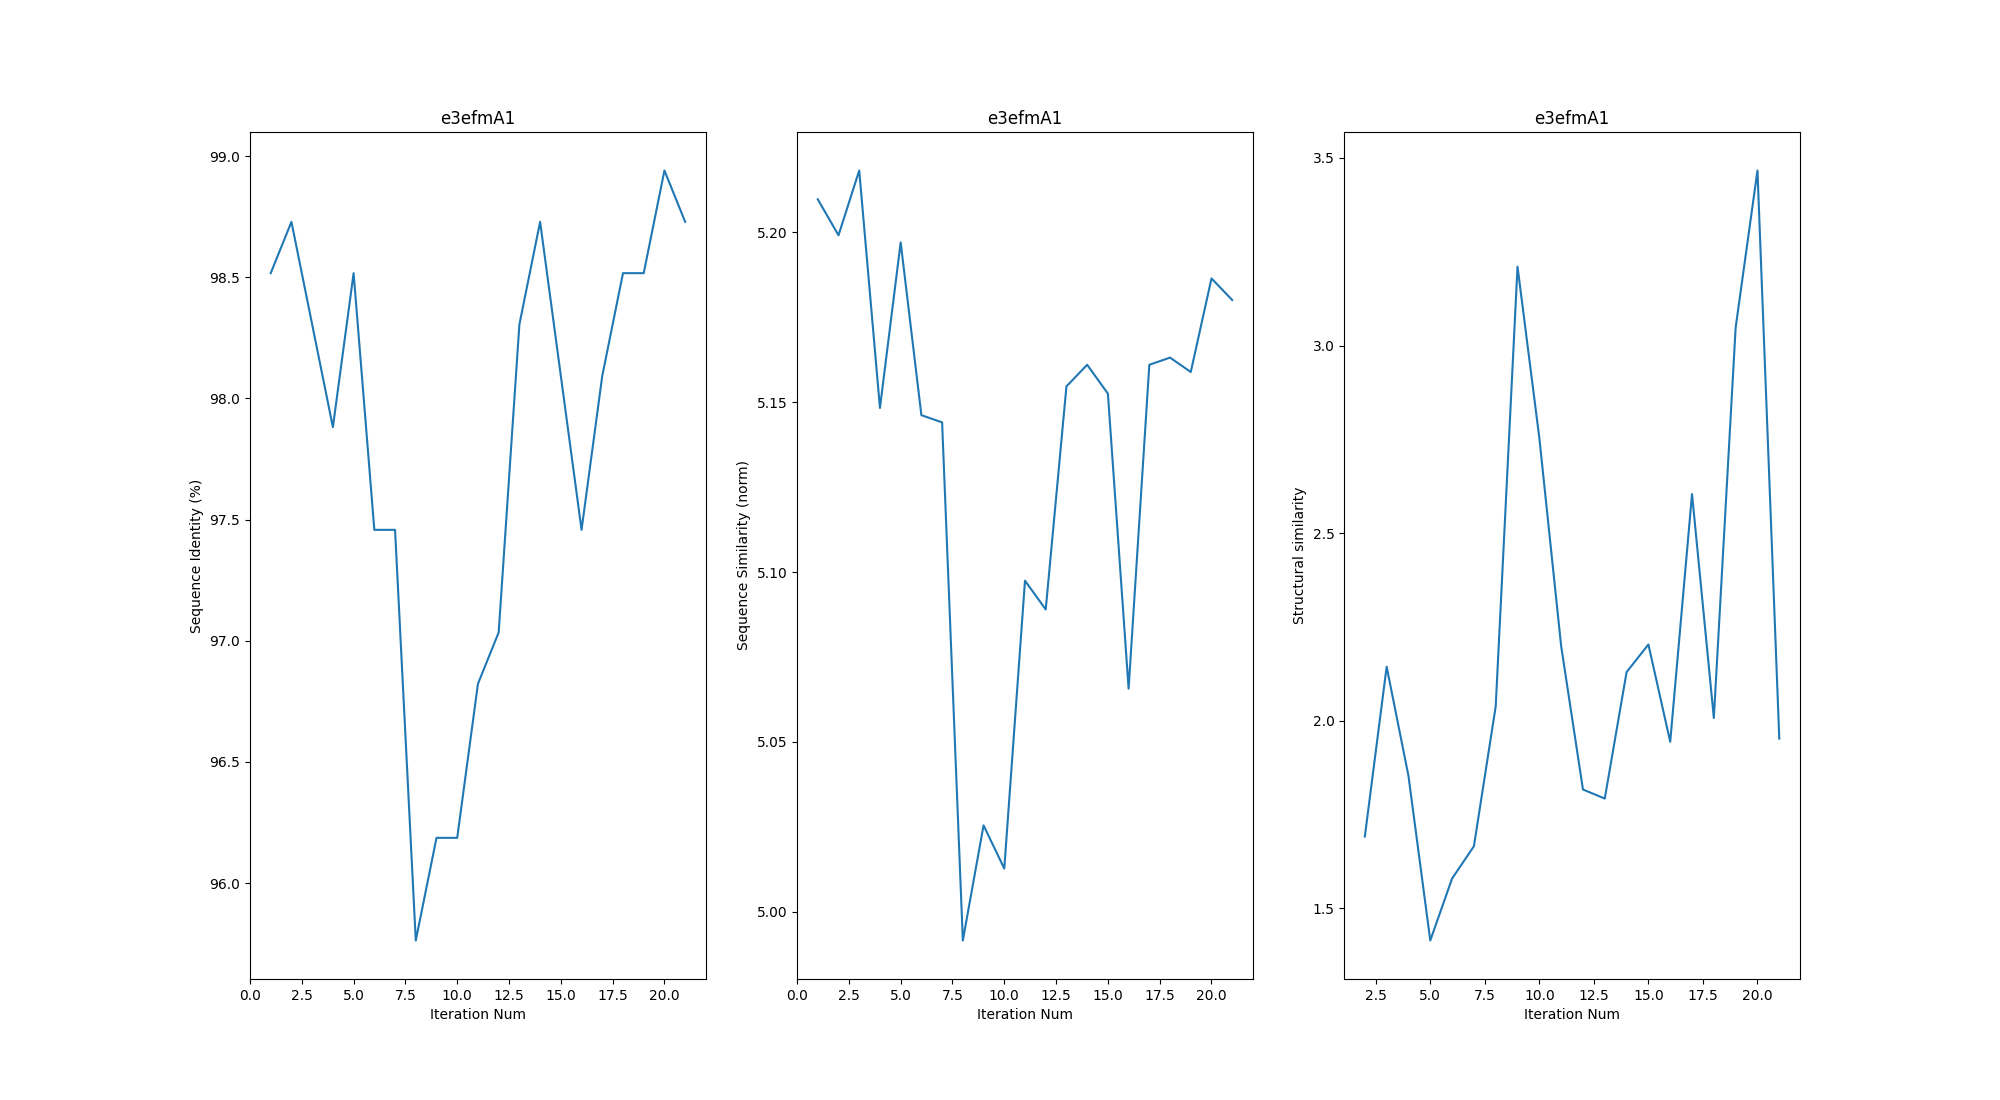 e3efmA1
99.0
98.5
98.0
97.5
97.0
96.5
96.0
Sequence Identity (%)
0.0 2.5 5.0 7.5 10.0 12.5 15.0 17.5 20.0
Iteration Num
e3efmA1
5.20
5.15
5.10
5.05
5.00
Sequence Similarity (norm)
0.0 2.5 5.0 7.5 10.0 12.5 15.0 17.5 20.0
Iteration Num
e3efmA1
3.5
3.0
2.5
2.0
1.5
Structural similarity
2.5 5.0 7.5 10.0 12.5 15.0 17.5 20.0
Iteration Num